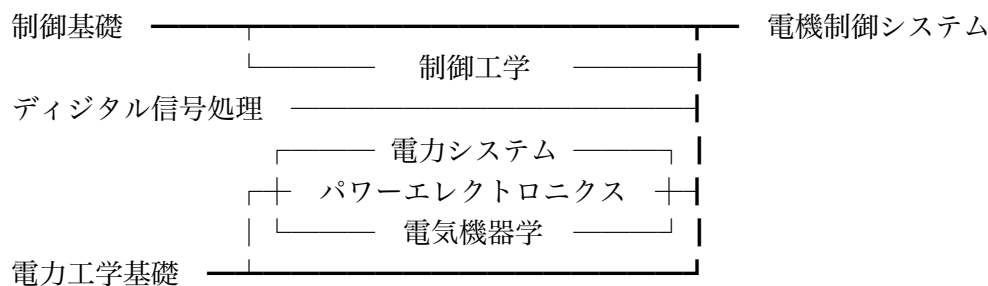 制御基礎 電機制御システム
制御工学
ディジタル信号処理
電力システム
パワーエレクトロニクス
電気機器学
電力工学基礎